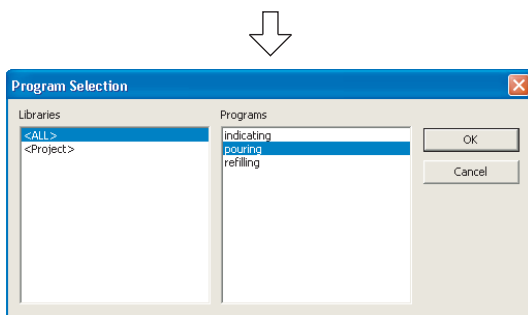 Program Selection
Libraries
Programs
<ALL>
<Project>
indicating
pouring
refilling
OK
Cancel